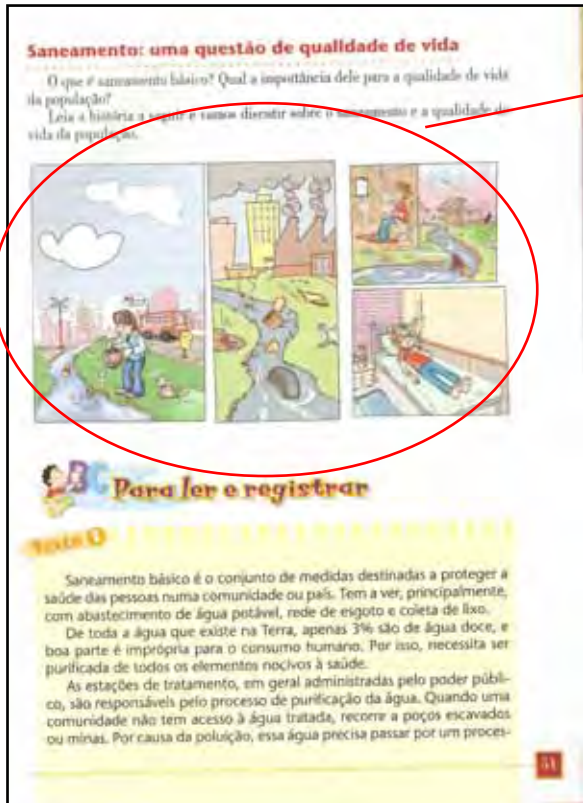 Saneamento: uma questão de qualidade de vida
O que é saneamento básico? Qual a importância dele para a qualidade de vida
da população?
Leia a história a seguir e vamos discutir sobre o saneamento e a qualidade de
vida da população.
Para ler e registrar
Texto 1
Saneamento básico é o conjunto de medidas destinadas a proteger a
saúde das pessoas numa comunidade ou país. Tem a ver, principalmente,
com abastecimento de água potável, rede de esgoto e coleta de lixo.
De toda a água que existe na Terra, apenas 3% são de água doce, e
boa parte é imprópria para o consumo humano. Por isso, necessita ser
purificada de todos os elementos nocivos à saúde.
As estações de tratamento, em geral administradas pelo poder públi-
co, são responsáveis pelo processo de purificação da água. Quando uma
comunidade não tem acesso à água tratada, recorre a poços escavados
ou minas. Por causa da poluição, essa água precisa passar por um proces-